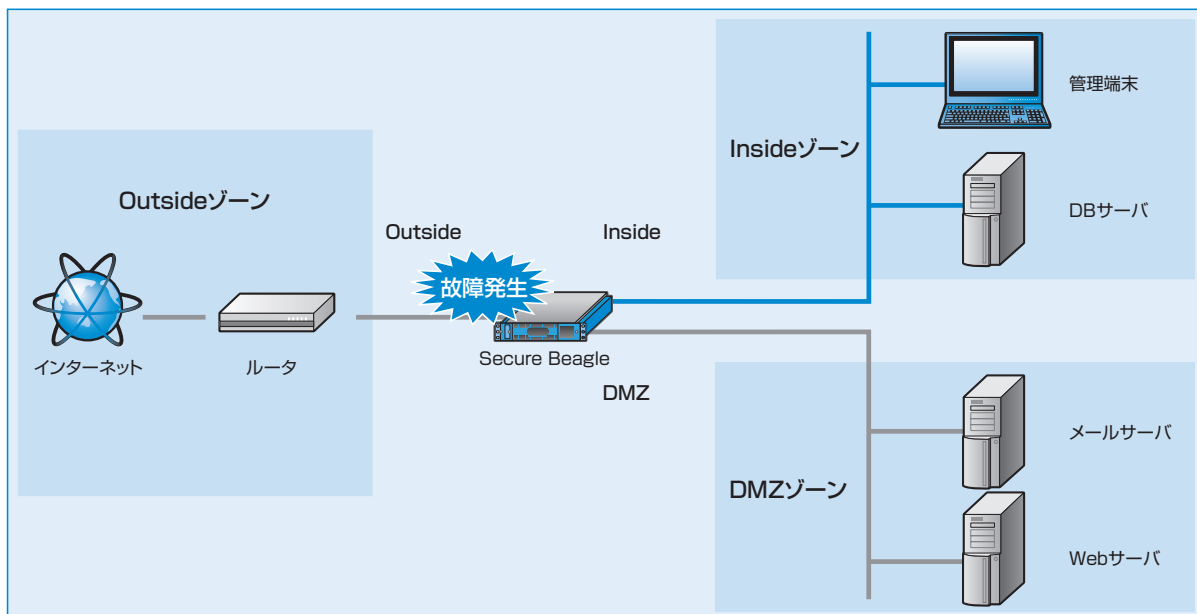 Outsideゾーン
インターネット
ルータ
Outside
Inside
故障発生
Secure Beagle
DMZ
Insideゾーン
管理端末
DBサーバ
DMZゾーン
メールサーバ
Webサーバ